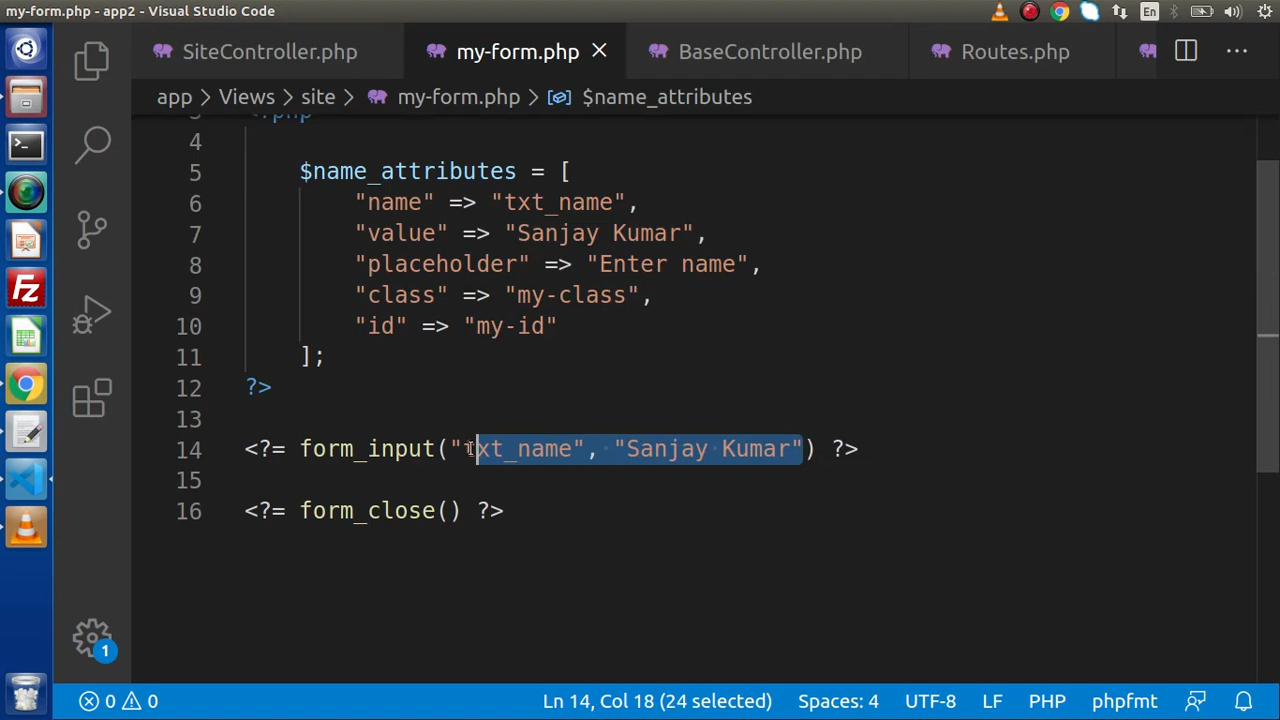 my-form.php - app2 - Visual Studio Code
En
SiteController.php
my-form.php
BaseController.php
Routes.php
app > Views > site > my-form.php > $name_attributes
<?php
4
5 $name_attributes = [
6 "name" => "txt_name",
7 "value" => "Sanjay Kumar",
8 "placeholder" => "Enter name",
9 "class" => "my-class",
10 "id" => "my-id"
11 ];
12 ?>
13
14 <?= form_input("txt_name", "Sanjay Kumar") ?>
15
16 <?= form_close() ?>
1
0 0 Ln 14, Col 18 (24 selected) Spaces: 4 UTF-8 LF PHP phpfmt